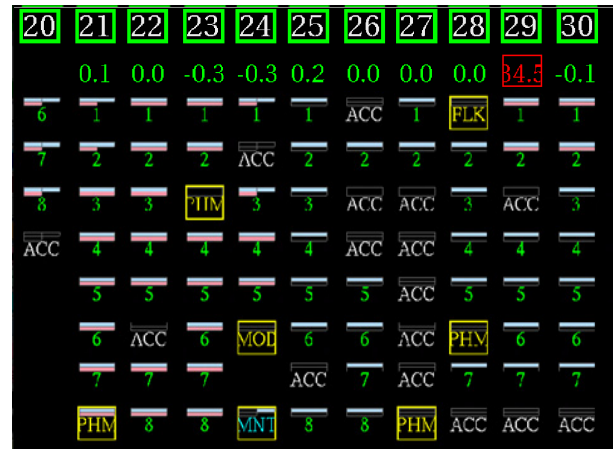 20 21 22 23 24 25 26 27 28 29 30
0.1 0.0 -0.3 -0.3 0.2 0.0 0.0 0.0 34.5 -0.1
6 1 1 1 1 1 ACC 1 FLK 1 1
7 2 2 2 ACC 2 2 2 2 2 2
8 3 3 PHM 3 3 ACC ACC 3 ACC 3
ACC 4 4 4 4 4 ACC ACC 4 4 4
5 5 5 5 5 5 ACC 5 5 5
6 ACC 6 MOD 6 6 ACC PHM 6 6
7 7 7 ACC 7 ACC 7 7 7
PHM 8 8 MNT 8 8 PHM ACC ACC ACC